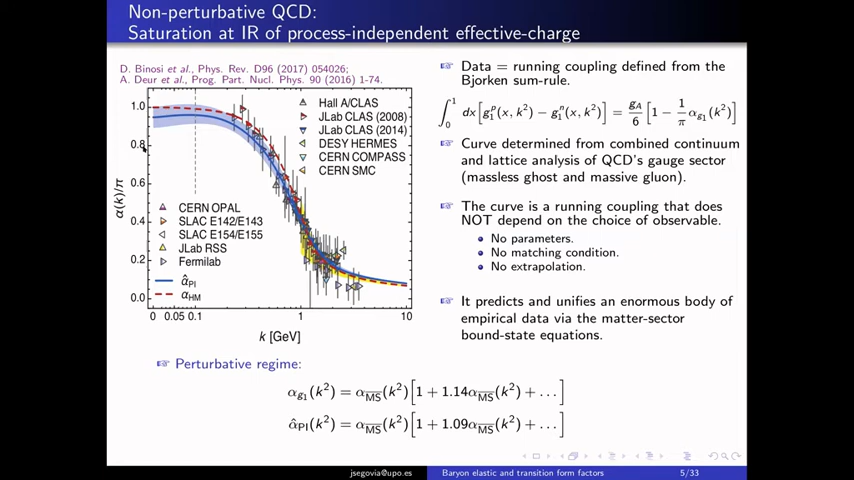 Non-perturbative QCD:
Saturation at IR of process-independent effective-charge
D. Binosi et al., Phys. Rev. D96 (2017) 054026;
A. Deur et al., Prog. Part. Nucl. Phys. 90 (2016) 1-74.
Hall A/CLAS
JLab CLAS (2008)
JLab CLAS (2014)
DESY HERMES
CERN COMPASS
CERN SMC
CERN OPAL
SLAC E142/E143
SLAC E154/E155
JLab RSS
Fermilab
α̂PI
αHM
α(k)/π
1.0
0.8
0.6
0.4
0.2
0.0
0 0.05 0.1 1 10
k [GeV]
☞ Data = running coupling defined from the
Bjorken sum-rule.
∫₀¹ dx[g₁ᵖ(x, k²) − g₁ⁿ(x, k²)] = gA/6 [1 − 1/π αg₁(k²)]
☞ Curve determined from combined continuum
and lattice analysis of QCD's gauge sector
(massless ghost and massive gluon).
☞ The curve is a running coupling that does
NOT depend on the choice of observable.
• No parameters.
• No matching condition.
• No extrapolation.
☞ It predicts and unifies an enormous body of
empirical data via the matter-sector
bound-state equations.
☞ Perturbative regime:
αg₁(k²) = αMS̅(k²)[1 + 1.14αMS̅(k²) + . . .]
α̂PI(k²) = αMS̅(k²)[1 + 1.09αMS̅(k²) + . . .]
jsegovia@upo.es Baryon elastic and transition form factors 5/33